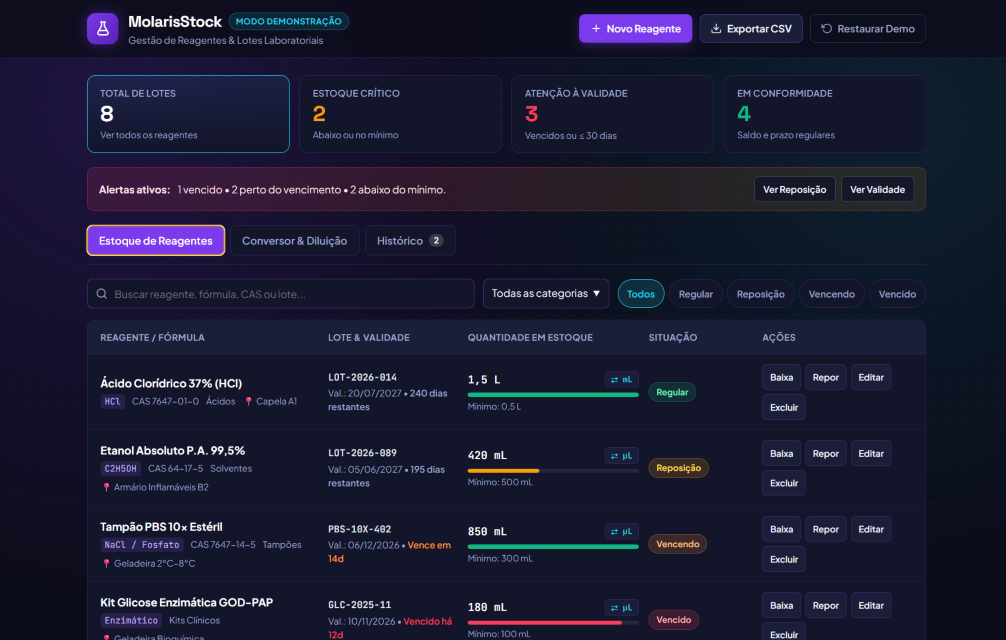 MolarisStock MODO DEMONSTRAÇÃO
Gestão de Reagentes & Lotes Laboratoriais
+ Novo Reagente
Exportar CSV
Restaurar Demo
TOTAL DE LOTES
8
Ver todos os reagentes
ESTOQUE CRÍTICO
2
Abaixo ou no mínimo
ATENÇÃO À VALIDADE
3
Vencidos ou ≤ 30 dias
EM CONFORMIDADE
4
Saldo e prazo regulares
Alertas ativos: 1 vencido • 2 perto do vencimento • 2 abaixo do mínimo.
Ver Reposição
Ver Validade
Estoque de Reagentes
Conversor & Diluição
Histórico 2
Buscar reagente, fórmula, CAS ou lote...
Todas as categorias ▼
Todos
Regular
Reposição
Vencendo
Vencido
REAGENTE / FÓRMULA
LOTE & VALIDADE
QUANTIDADE EM ESTOQUE
SITUAÇÃO
AÇÕES
Ácido Clorídrico 37% (HCl)
HCl CAS 7647-01-0 Ácidos 📍 Capela A1
LOT-2026-014
Val.: 20/07/2027 • 240 dias
restantes
1,5 L
⇄ mL
Mínimo: 0,5 L
Regular
Baixa
Repor
Editar
Excluir
Etanol Absoluto P.A. 99,5%
C2H5OH CAS 64-17-5 Solventes
📍 Armário Inflamáveis B2
LOT-2026-089
Val.: 05/06/2027 • 195 dias
restantes
420 mL
⇄ µL
Mínimo: 500 mL
Reposição
Baixa
Repor
Editar
Excluir
Tampão PBS 10x Estéril
NaCl / Fosfato CAS 7647-14-5 Tampões
📍 Geladeira 2°C-8°C
PBS-10X-402
Val.: 06/12/2026 • Vence em
14d
850 mL
⇄ µL
Mínimo: 300 mL
Vencendo
Baixa
Repor
Editar
Excluir
Kit Glicose Enzimática GOD-PAP
Enzimático Kits Clínicos
📍 Geladeira Bioquímica
GLC-2025-11
Val.: 10/11/2026 • Vencido há
12d
180 mL
⇄ µL
Mínimo: 100 mL
Vencido
Baixa
Repor
Editar
Excluir